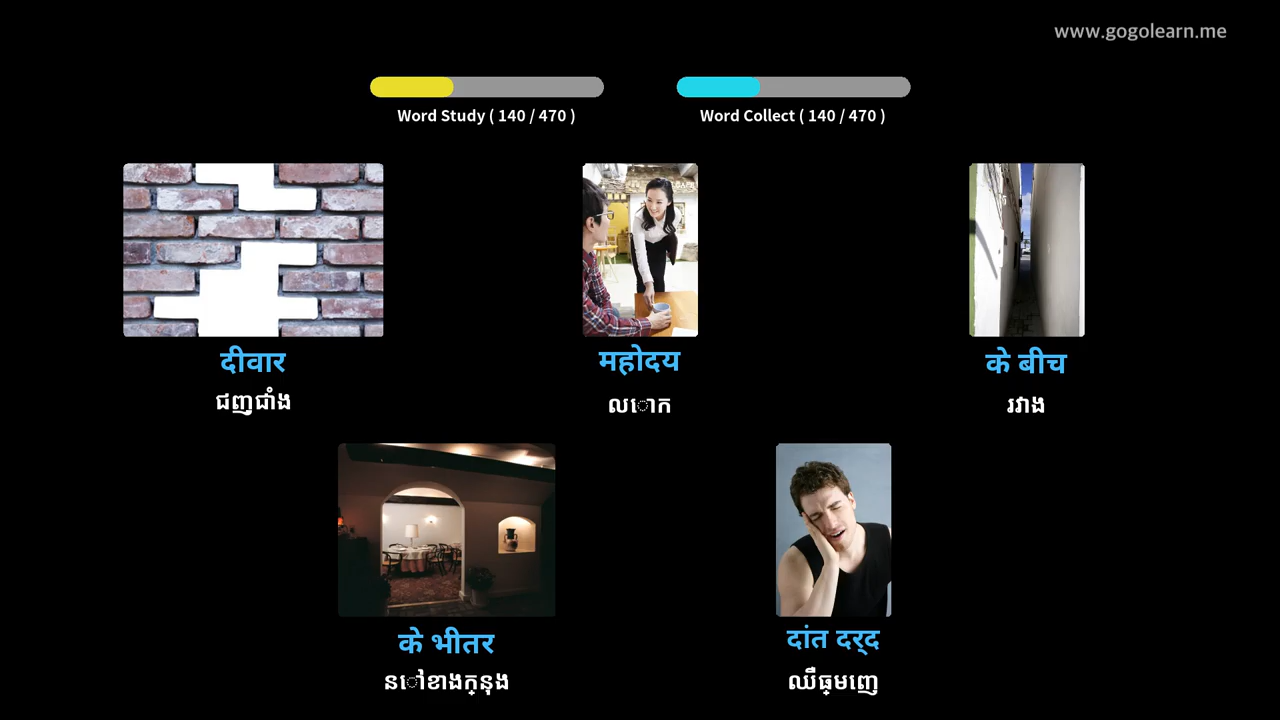 www.gogolearn.me
Word Study ( 140 / 470 )
Word Collect ( 140 / 470 )
दीवार
ជញ្ជាំង
महोदय
លោក
के बीच
រវាង
के भीतर
នៅខាងក្នុង
दांत दर्द
ឈឺធ្មេញ